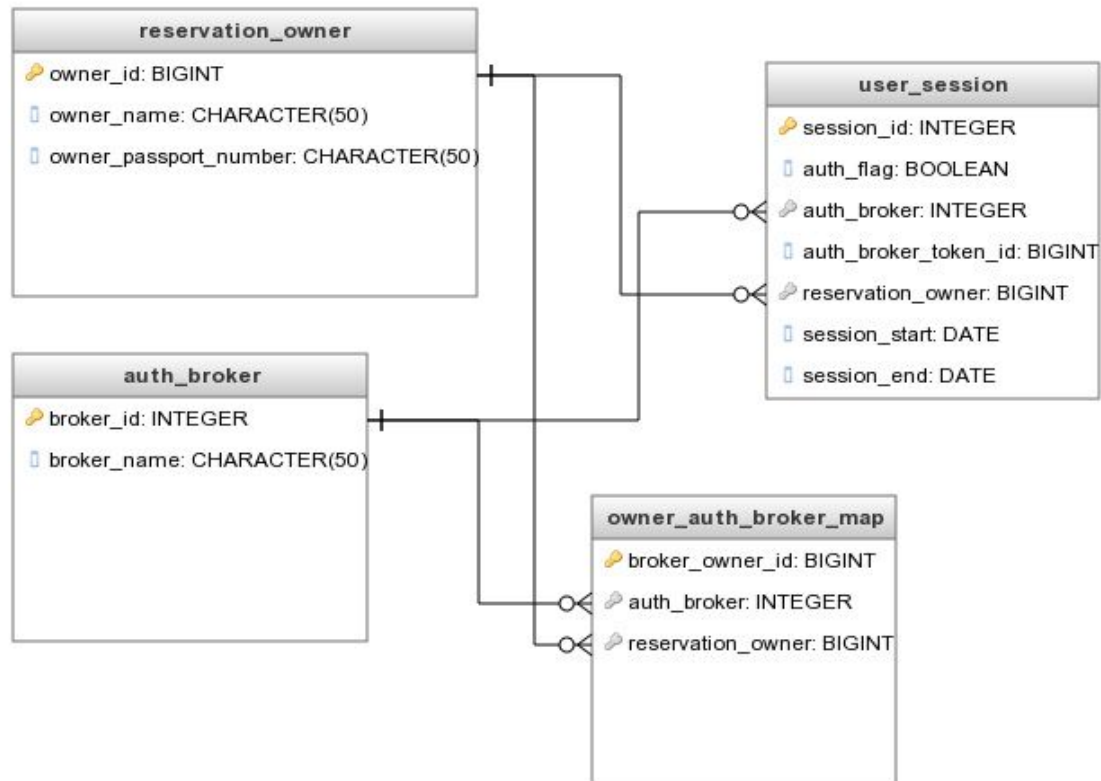 reservation_owner
owner_id: BIGINT
owner_name: CHARACTER(50)
owner_passport_number: CHARACTER(50)
user_session
session_id: INTEGER
auth_flag: BOOLEAN
auth_broker: INTEGER
auth_broker_token_id: BIGINT
reservation_owner: BIGINT
session_start: DATE
session_end: DATE
auth_broker
broker_id: INTEGER
broker_name: CHARACTER(50)
owner_auth_broker_map
broker_owner_id: BIGINT
auth_broker: INTEGER
reservation_owner: BIGINT